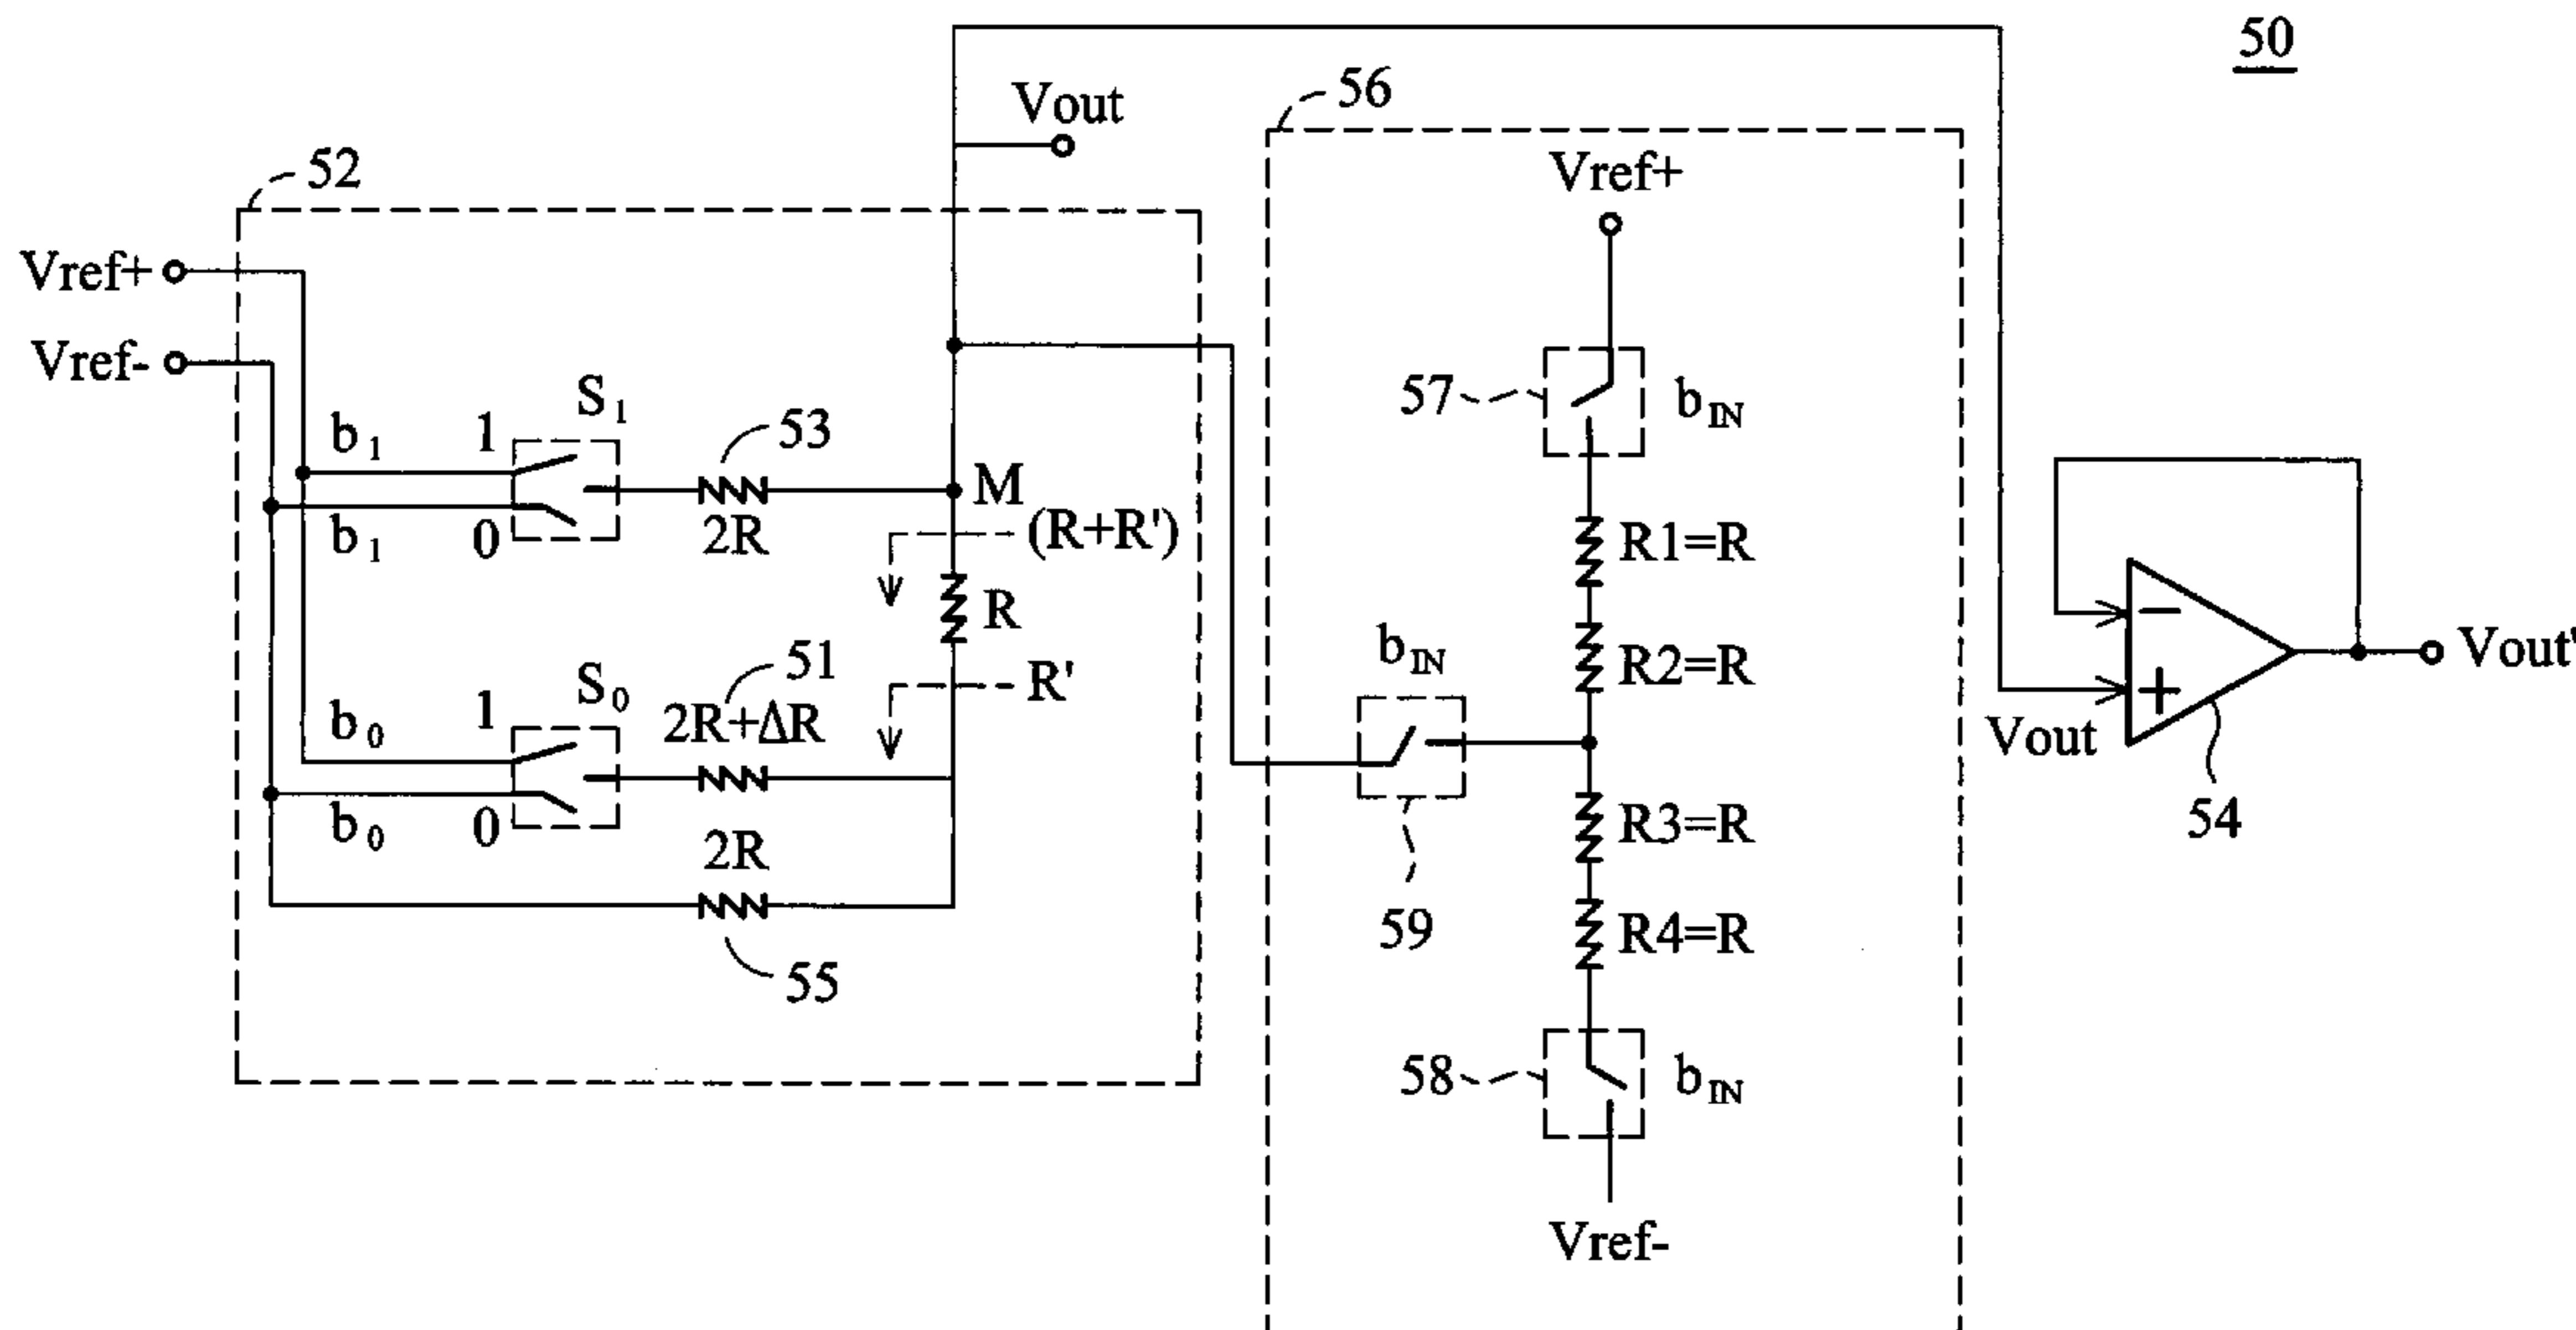 50
Vout
56
52
Vref+
Vref+
Vref-
S1
b1 1
53
57
bIN
M
b1 0
2R
(R+R')
R1=R
R
bIN
R2=R
51
S0
R'
Vout'
b0 1
2R+ΔR
Vout
54
b0 0
2R
R3=R
59
R4=R
55
58
bIN
Vref-
−
+